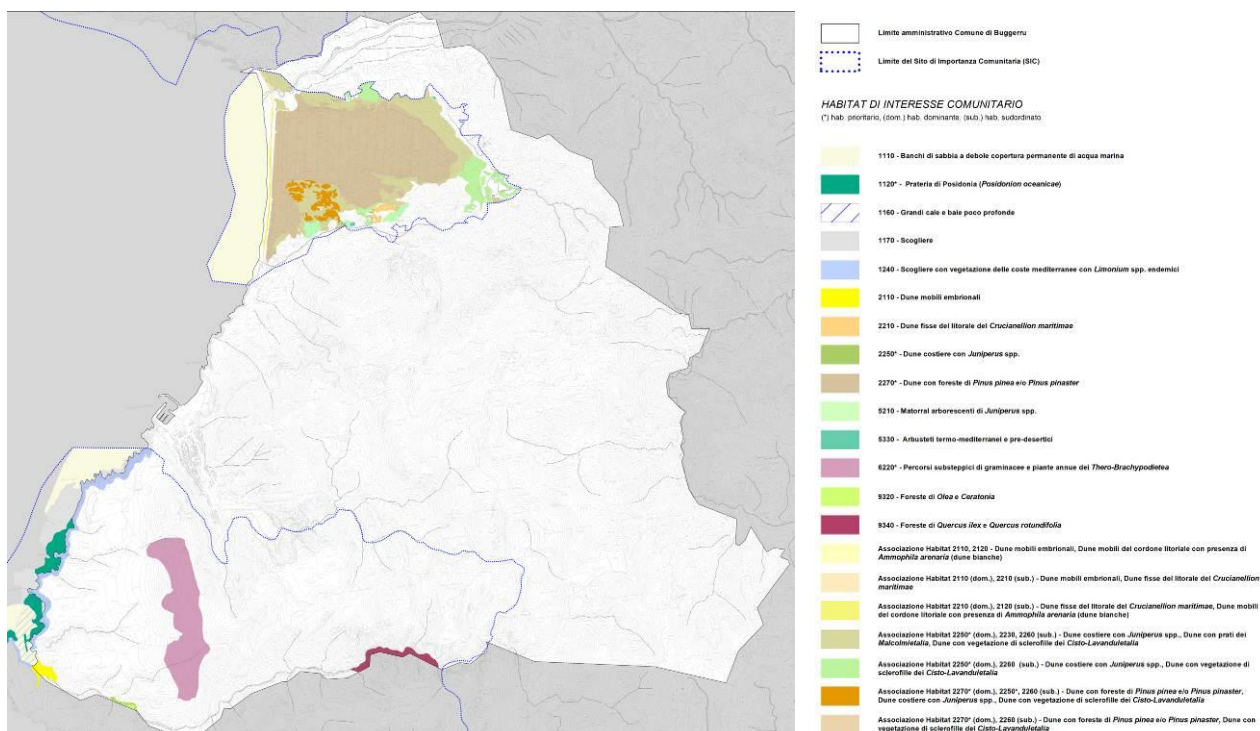 Limite amministrativo Comune di Buggerru
Limite del Sito di Importanza Comunitaria (SIC)
HABITAT DI INTERESSE COMUNITARIO
(*) hab. prioritario, (dom.) hab. dominante, (sub.) hab. sudordinato
1110 - Banchi di sabbia a debole copertura permanente di acqua marina
1120* - Prateria di Posidonia (Posidonion oceanicae)
1160 - Grandi cale e baie poco profonde
1170 - Scogliere
1240 - Scogliere con vegetazione delle coste mediterranee con Limonium spp. endemici
2110 - Dune mobili embrionali
2210 - Dune fisse del litorale del Crucianellion maritimae
2250* - Dune costiere con Juniperus spp.
2270* - Dune con foreste di Pinus pinea e/o Pinus pinaster
5210 - Matorral arborescenti di Juniperus spp.
5330 - Arbusteti termo-mediterranei e pre-desertici
6220* - Percorsi substeppici di graminacee e piante annue dei Thero-Brachypodietea
9320 - Foreste di Olea e Ceratonia
9340 - Foreste di Quercus ilex e Quercus rotundifolia
Associazione Habitat 2110, 2120 - Dune mobili embrionali, Dune mobili del cordone litoriale con presenza di
Ammophila arenaria (dune bianche)
Associazione Habitat 2110 (dom.), 2210 (sub.) - Dune mobili embrionali, Dune fisse del litorale del Crucianellion
maritimae
Associazione Habitat 2210 (dom.), 2120 (sub.) - Dune fisse del litorale del Crucianellion maritimae, Dune mobili
del cordone litoriale con presenza di Ammophila arenaria (dune bianche)
Associazione Habitat 2250* (dom.), 2230, 2260 (sub.) - Dune costiere con Juniperus spp., Dune con prati dei
Malcolmietalia, Dune con vegetazione di sclerofille dei Cisto-Lavanduletalia
Associazione Habitat 2250* (dom.), 2260 (sub.) - Dune costiere con Juniperus spp., Dune con vegetazione di
sclerofille dei Cisto-Lavanduletalia
Associazione Habitat 2270* (dom.), 2250*, 2260 (sub.) - Dune con foreste di Pinus pinea e/o Pinus pinaster,
Dune costiere con Juniperus spp., Dune con vegetazione di sclerofille dei Cisto-Lavanduletalia
Associazione Habitat 2270* (dom.), 2260 (sub.) - Dune con foreste di Pinus pinea e/o Pinus pinaster, Dune con
vegetazione di sclerofille dei Cisto-Lavanduletalia